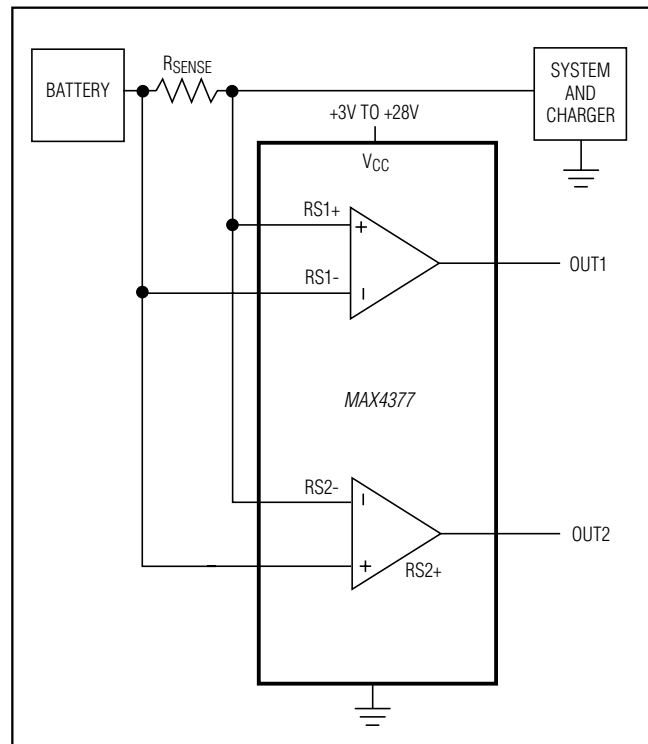 BATTERY
RSENSE
SYSTEM
AND
CHARGER
+3V TO +28V
VCC
RS1+
+
OUT1
RS1-
-
MAX4377
RS2-
-
OUT2
+
RS2+